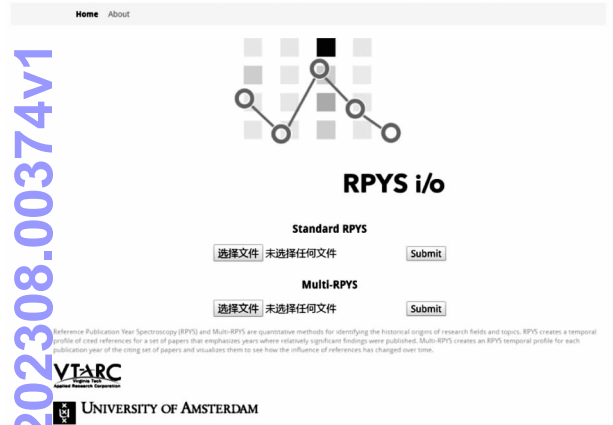 Home About
202308.00374v1
RPYS i/o
Standard RPYS
选择文件 未选择任何文件 Submit
Multi-RPYS
选择文件 未选择任何文件 Submit
Reference Publication Year Spectroscopy (RPYS) and Multi-RPYS are quantitative methods for identifying the historical origins of research fields and topics. RPYS creates a temporal
profile of cited references for a set of papers that emphasizes years where relatively significant findings were published. Multi-RPYS creates an RPYS temporal profile for each
publication year of the citing set of papers and visualizes them to see how the influence of references has changed over time.
VTARC
Virginia Tech
Applied Research Corporation
UNIVERSITY OF AMSTERDAM